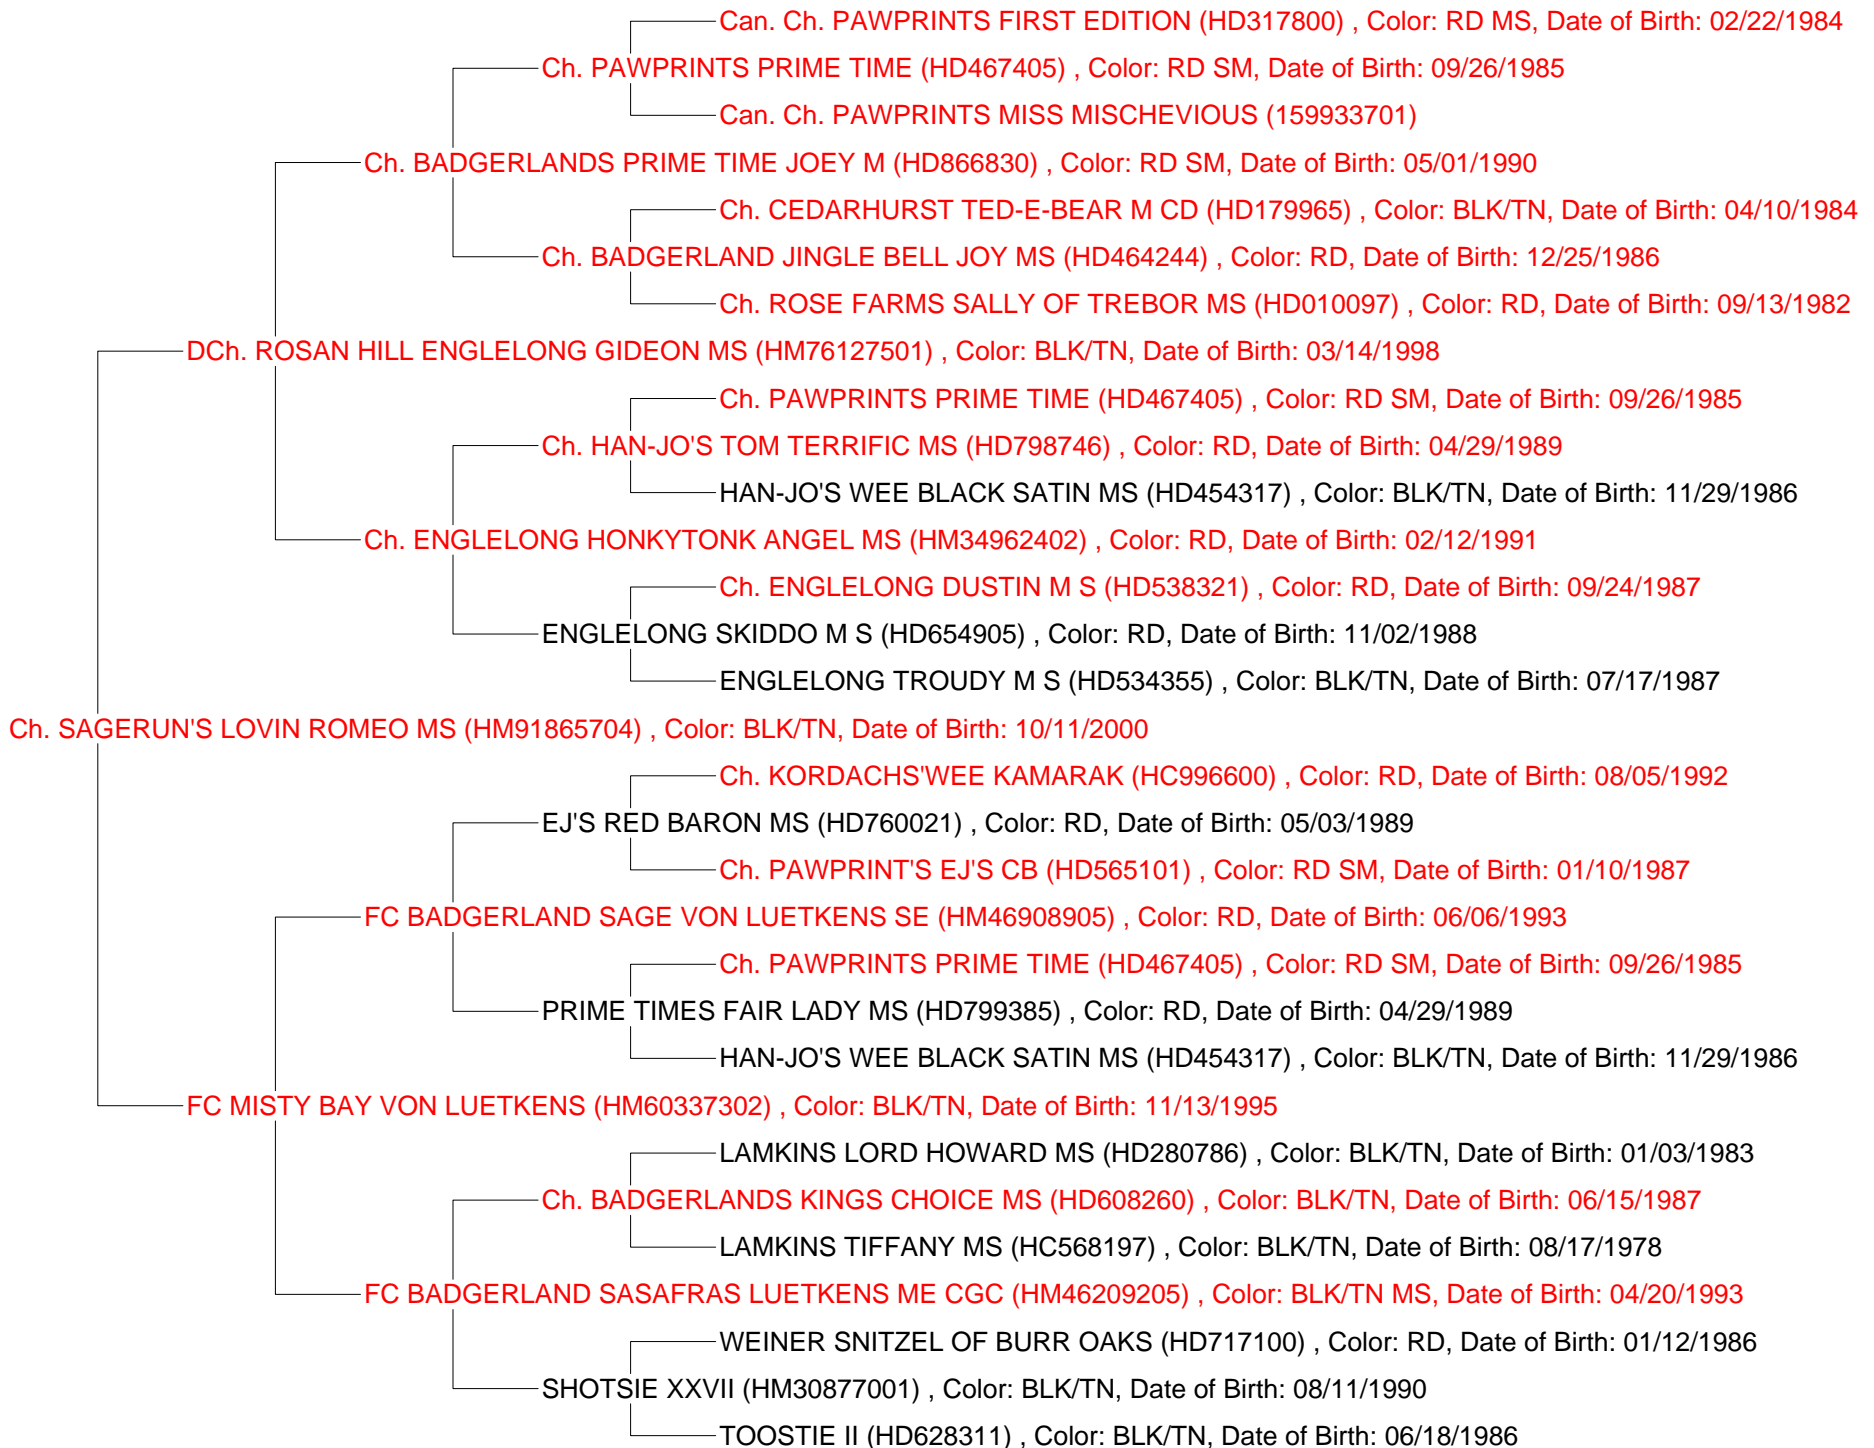 Can. Ch. PAWPRINTS FIRST EDITION (HD317800) , Color: RD MS, Date of Birth: 02/22/1984
Ch. PAWPRINTS PRIME TIME (HD467405) , Color: RD SM, Date of Birth: 09/26/1985
Can. Ch. PAWPRINTS MISS MISCHEVIOUS (159933701)
Ch. BADGERLANDS PRIME TIME JOEY M (HD866830) , Color: RD SM, Date of Birth: 05/01/1990
Ch. CEDARHURST TED-E-BEAR M CD (HD179965) , Color: BLK/TN, Date of Birth: 04/10/1984
Ch. BADGERLAND JINGLE BELL JOY MS (HD464244) , Color: RD, Date of Birth: 12/25/1986
Ch. ROSE FARMS SALLY OF TREBOR MS (HD010097) , Color: RD, Date of Birth: 09/13/1982
DCh. ROSAN HILL ENGLELONG GIDEON MS (HM76127501) , Color: BLK/TN, Date of Birth: 03/14/1998
Ch. PAWPRINTS PRIME TIME (HD467405) , Color: RD SM, Date of Birth: 09/26/1985
Ch. HAN-JO'S TOM TERRIFIC MS (HD798746) , Color: RD, Date of Birth: 04/29/1989
HAN-JO'S WEE BLACK SATIN MS (HD454317) , Color: BLK/TN, Date of Birth: 11/29/1986
Ch. ENGLELONG HONKYTONK ANGEL MS (HM34962402) , Color: RD, Date of Birth: 02/12/1991
Ch. ENGLELONG DUSTIN M S (HD538321) , Color: RD, Date of Birth: 09/24/1987
ENGLELONG SKIDDO M S (HD654905) , Color: RD, Date of Birth: 11/02/1988
ENGLELONG TROUDY M S (HD534355) , Color: BLK/TN, Date of Birth: 07/17/1987
Ch. SAGERUN'S LOVIN ROMEO MS (HM91865704) , Color: BLK/TN, Date of Birth: 10/11/2000
Ch. KORDACHS'WEE KAMARAK (HC996600) , Color: RD, Date of Birth: 08/05/1992
EJ'S RED BARON MS (HD760021) , Color: RD, Date of Birth: 05/03/1989
Ch. PAWPRINT'S EJ'S CB (HD565101) , Color: RD SM, Date of Birth: 01/10/1987
FC BADGERLAND SAGE VON LUETKENS SE (HM46908905) , Color: RD, Date of Birth: 06/06/1993
Ch. PAWPRINTS PRIME TIME (HD467405) , Color: RD SM, Date of Birth: 09/26/1985
PRIME TIMES FAIR LADY MS (HD799385) , Color: RD, Date of Birth: 04/29/1989
HAN-JO'S WEE BLACK SATIN MS (HD454317) , Color: BLK/TN, Date of Birth: 11/29/1986
FC MISTY BAY VON LUETKENS (HM60337302) , Color: BLK/TN, Date of Birth: 11/13/1995
LAMKINS LORD HOWARD MS (HD280786) , Color: BLK/TN, Date of Birth: 01/03/1983
Ch. BADGERLANDS KINGS CHOICE MS (HD608260) , Color: BLK/TN, Date of Birth: 06/15/1987
LAMKINS TIFFANY MS (HC568197) , Color: BLK/TN, Date of Birth: 08/17/1978
FC BADGERLAND SASAFRAS LUETKENS ME CGC (HM46209205) , Color: BLK/TN MS, Date of Birth: 04/20/1993
WEINER SNITZEL OF BURR OAKS (HD717100) , Color: RD, Date of Birth: 01/12/1986
SHOTSIE XXVII (HM30877001) , Color: BLK/TN, Date of Birth: 08/11/1990
TOOSTIE II (HD628311) , Color: BLK/TN, Date of Birth: 06/18/1986